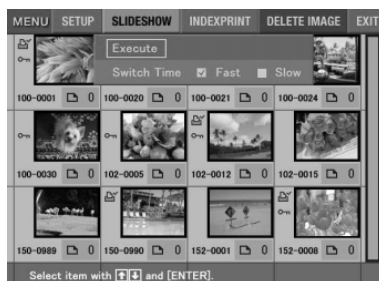 MENU SETUP SLIDESHOW INDEXPRINT DELETE IMAGE EXIT
Execute
Switch Time Fast Slow
100-0001 0 100-0020 0 100-0021 0 100-0024 0
100-0030 0 102-0005 0 102-0012 0 102-0015 0
150-0989 0 150-0990 0 152-0001 0 152-0008 0
Select item with ⬆⬇ and [ENTER].